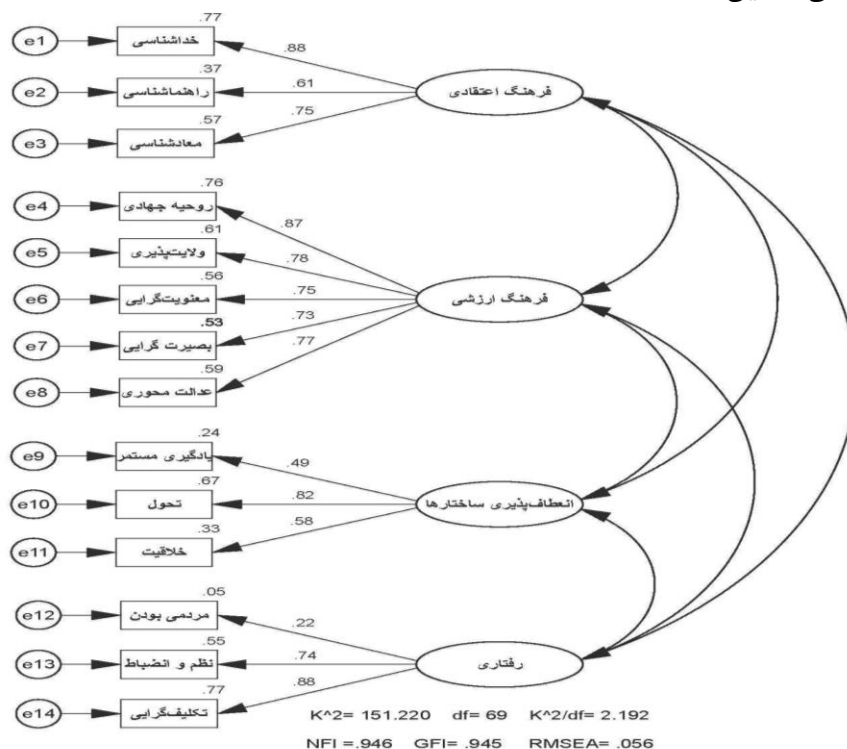 .77
e1 خداشناسی .88
.37
e2 راهنماشناسی .61 فرهنگ اعتقادی
.57 .75
e3 معادشناسی
.76
e4 روحیه جهادی .87
.61
e5 ولایت‌پذیری .78
.56
e6 معنویت‌گرایی .75 فرهنگ ارزشی
.53 .73
e7 بصیرت گرایی .77
.59
e8 عدالت محوری
.24
e9 یادگیری مستمر .49
.67
e10 تحول .82 انعطاف‌پذیری ساختارها
.33 .58
e11 خلاقیت
.05
e12 مردمی بودن .22
.55
e13 نظم و انضباط .74 رفتاری
.77 .88
e14 تکلیف‌گرایی
K^2= 151.220 df= 69 K^2/df= 2.192
NFI =.946 GFI= .945 RMSEA= .056